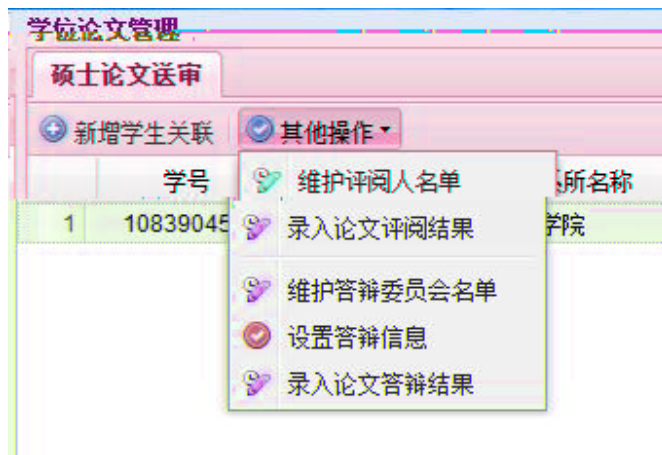 学位论文管理
硕士论文送审
新增学生关联 其他操作
学号 所名称
1 10839045 学院
维护评阅人名单
录入论文评阅结果
维护答辩委员会名单
设置答辩信息
录入论文答辩结果